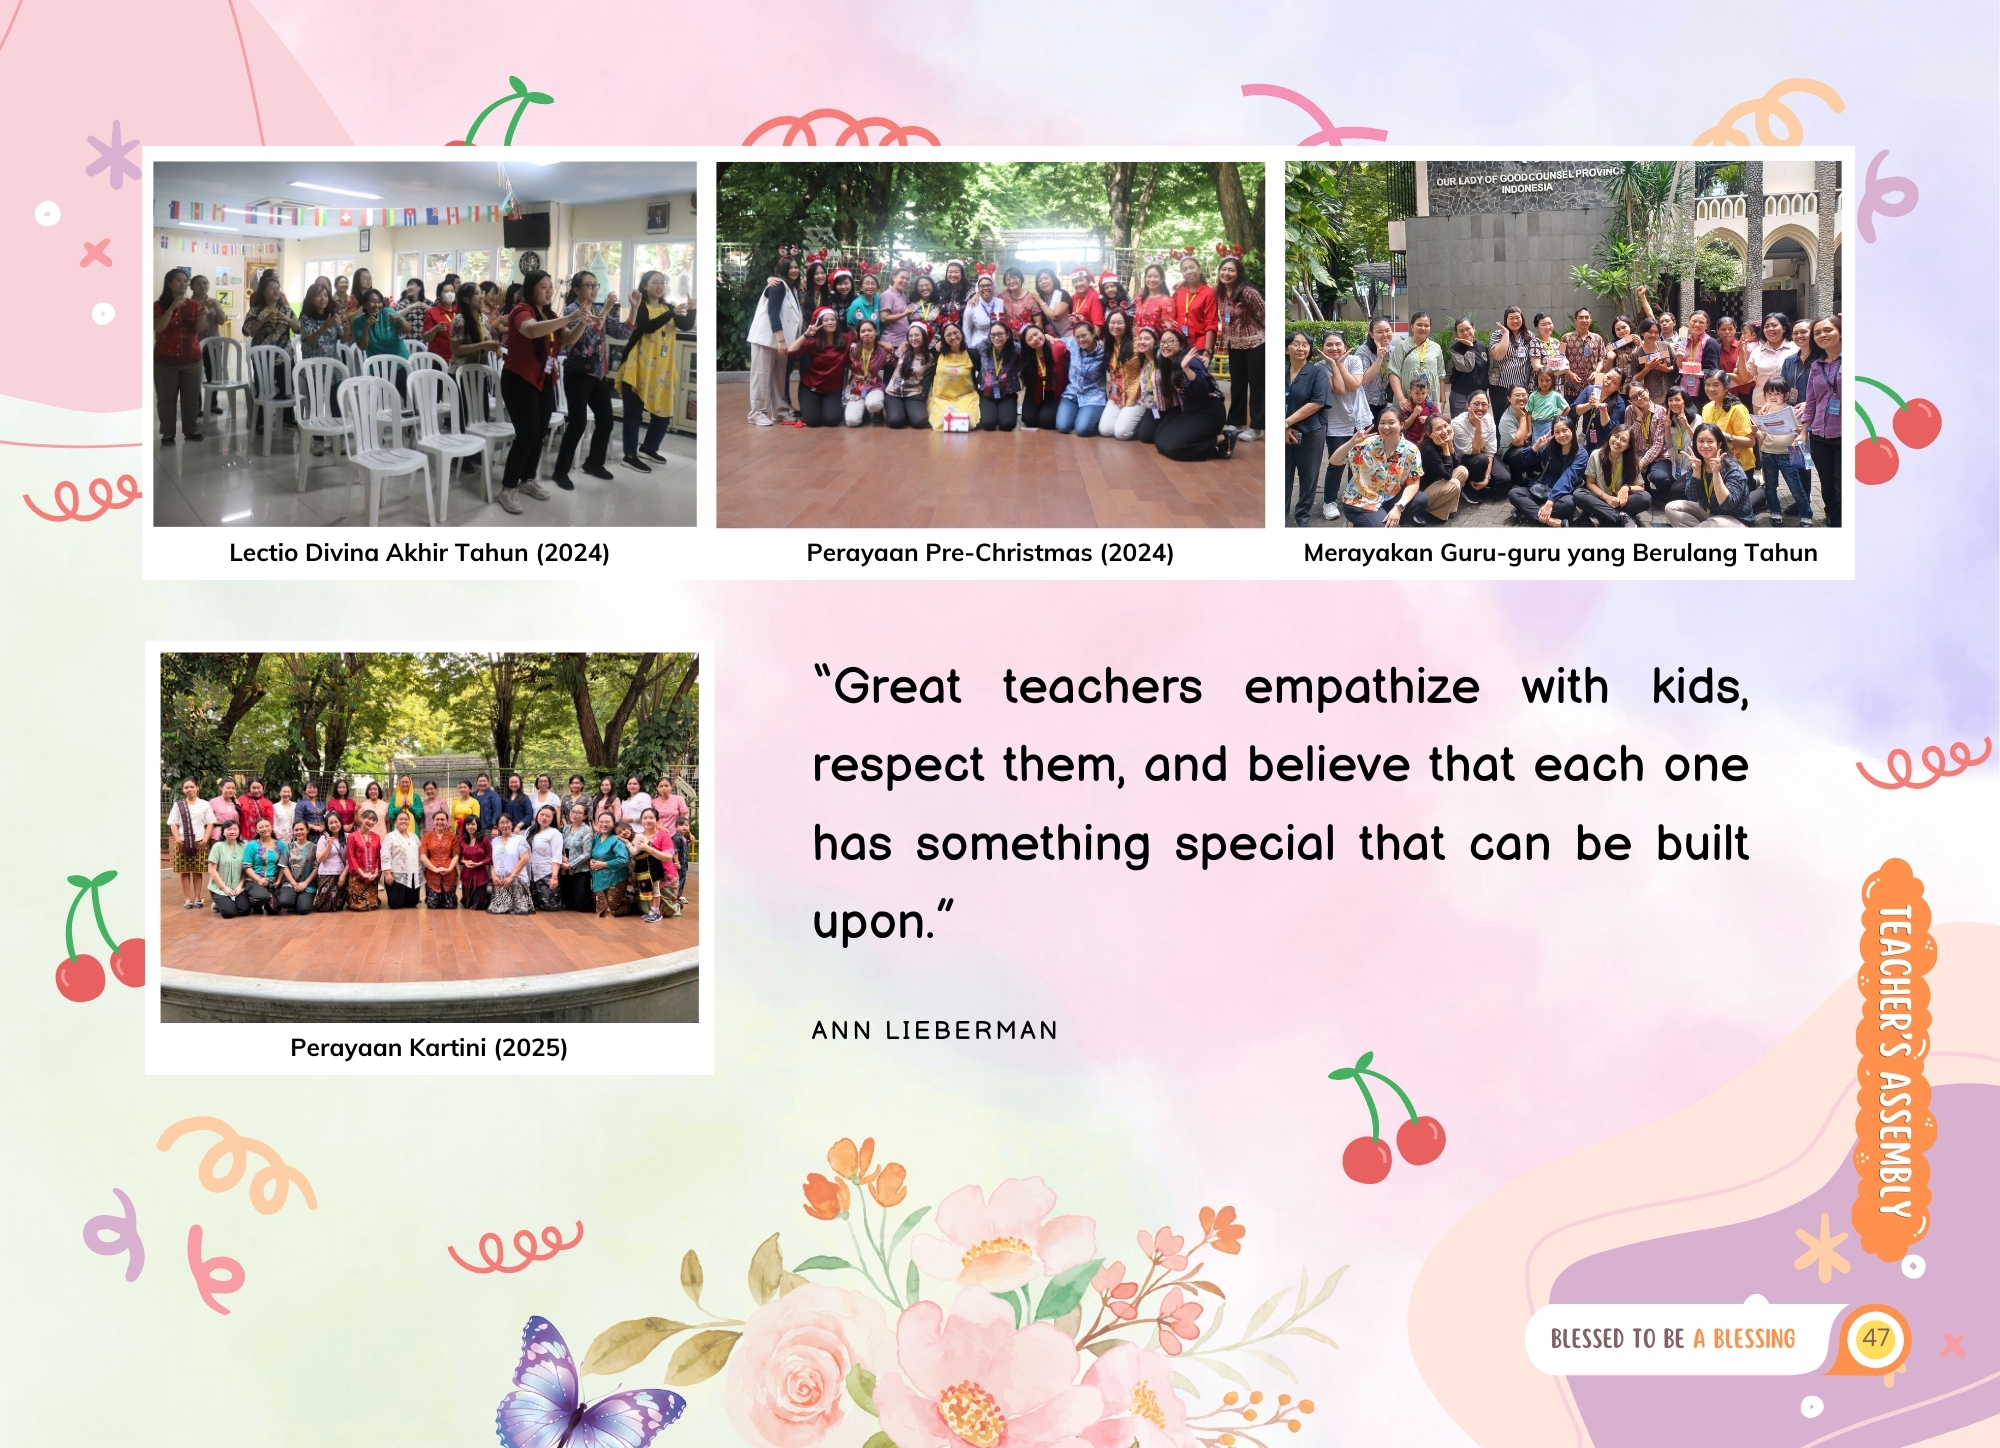 OUR LADY OF GOOD COUNSEL PROVINCE
INDONESIA
Lectio Divina Akhir Tahun (2024)
Perayaan Pre-Christmas (2024)
Merayakan Guru-guru yang Berulang Tahun
Perayaan Kartini (2025)
“Great teachers empathize with kids,
respect them, and believe that each one
has something special that can be built
upon.”
ANN LIEBERMAN
TEACHER'S ASSEMBLY
BLESSED TO BE A BLESSING
47